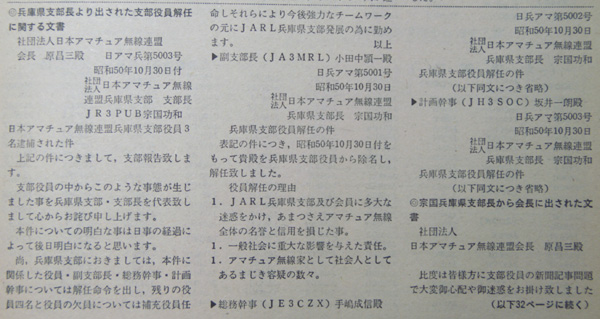 ◎兵庫県支部長より出された支部役員解任
に関する文書
社団法人日本アマチュア無線連盟
会長 原昌三殿 日アマ兵第5003号
昭和50年10月30日付
社団法人日本アマチュア無線
連盟兵庫県支部 支部長
JR3PUB宗国功和
日本アマチュア無線連盟兵庫県支部役員3
名逮捕された件
上記の件につきまして、支部報告致しま
す。
支部役員の中からこのような事態が生じ
ました事を兵庫県支部・支部長を代表致し
まして心からお詫び申し上げます。
本件についての明白な事は日事の経過に
よって後日明白になると思います。
尚、兵庫県支部におきましては、本件に
関係した役員・副支部長・総務幹事・計画
幹事については解任命令を出し、残りの役
員四名と役員の欠員については補充役員任
命しそれらにより今後強力なチームワーク
の元にJARL兵庫県支部発展の為に勤め
ます。 以上
▶副支部長(JA3MRL)小田中顕一殿
日兵アマ第5001号
昭和50年10月30日
社団法人日本アマチュア無線連盟
兵庫県支部長 宗国功和
兵庫県支部役員解任の件
表記の件につき、昭和50年10月30日付を
もって貴殿を兵庫県支部役員から除名し、
解任致しました。
役員解任の理由
1．JARL兵庫支部及び会員に多大な
迷惑をかけ、あまつさえアマチュア無線
全体の名誉と信用を損じた事。
1．一般社会に重大な影響を与えた責任。
1．アマチュア無線家として社会人として
あるまじき容疑の数々。
▶総務幹事(JE3CZX)手嶋成信殿
日兵アマ第5002号
昭和50年10月30日
社団法人日本アマチュア無線連盟
兵庫県支部長 宗国功和
兵庫県支部役員解任の件
(以下同文につき省略)
▶計画幹事(JH3SOC)坂井一朗殿
日兵アマ第5003号
昭和50年10月30日
社団法人日本アマチュア無線連盟
兵庫県支部長 宗国功和
兵庫県支部役員解任の件
(以下同文につき省略)
◎宗国兵庫県支部長から会長に出された文
書
社団法人
日本アマチュア無線連盟会長 原昌三殿
此度は皆様方に支部役員の新聞記事問題
で大変御心配や御迷惑をお掛け致しました
(以下32ページに続く)